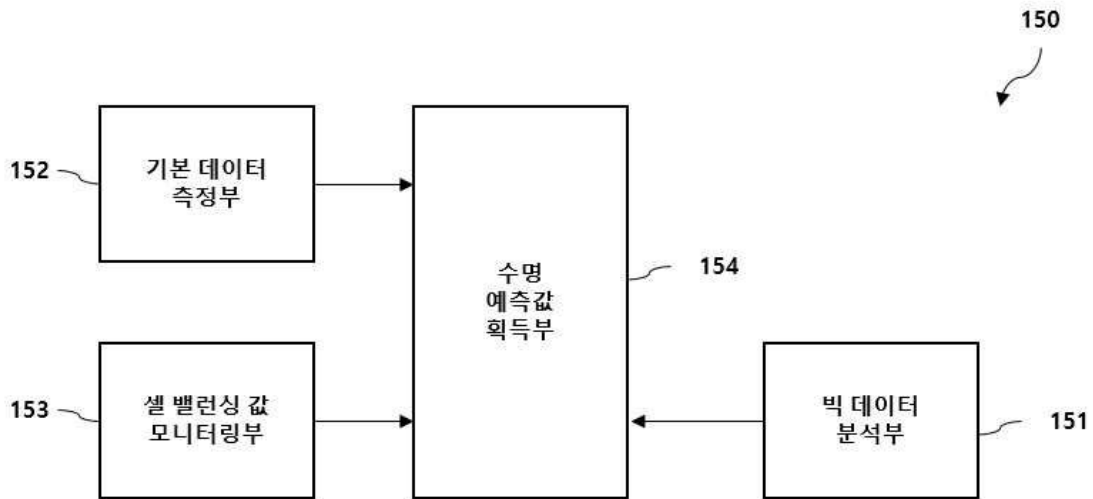 150
152
기본 데이터
측정부
수명
예측값
획득부
154
153
셀 밸런싱 값
모니터링부
빅 데이터
분석부
151